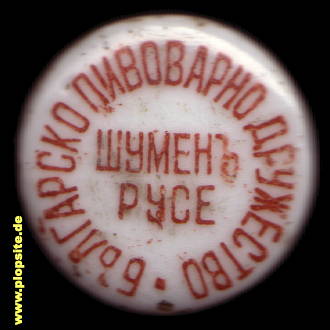 БЪЛГАРСКО ПИВОВАРНО ДРУЖЕСТВО •
ШУМЕНЪ
РУСЕ
www.plopsite.de